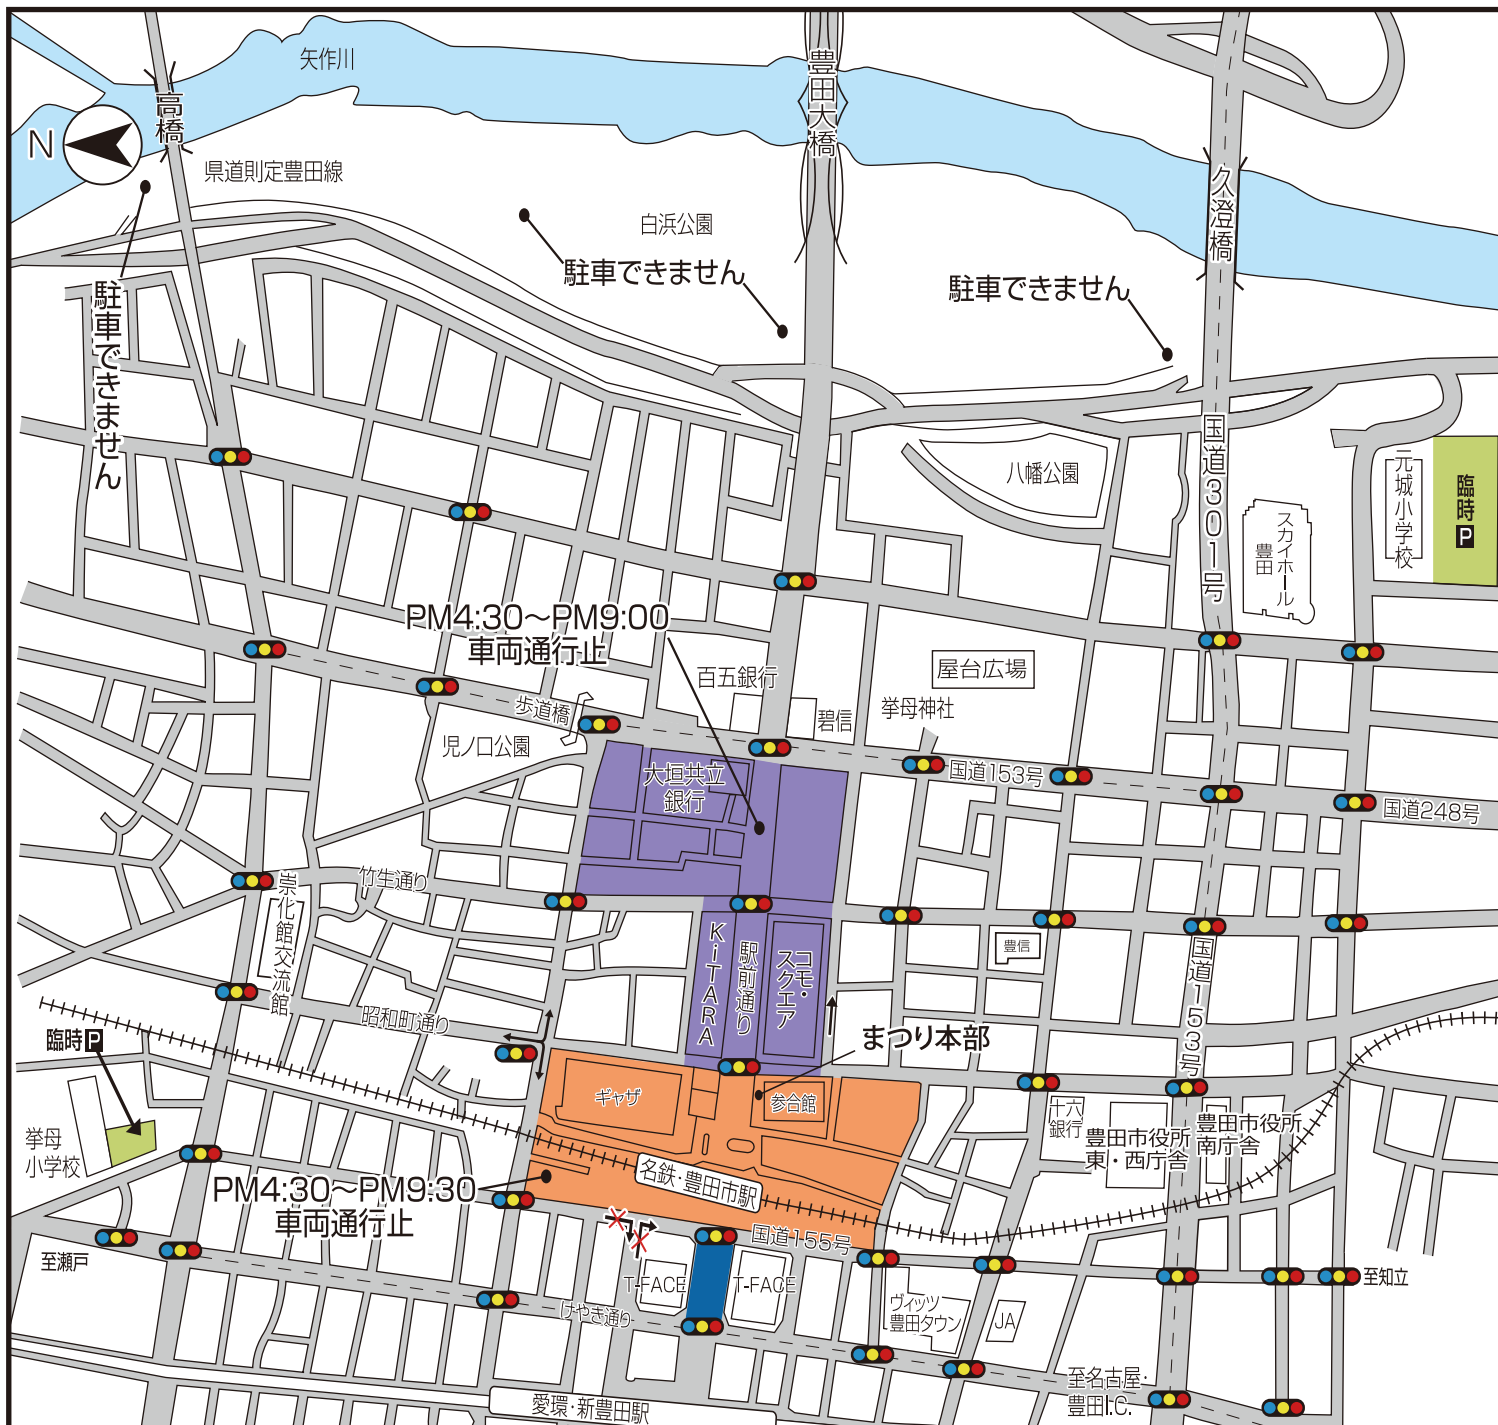 矢作川
高橋
N
豊田大橋
久澄橋
県道則定豊田線
白浜公園
駐車できません
駐車できません
駐車できません
国道301号
八幡公園
元城小学校
臨時P
スカイホール
豊田
PM4:30〜PM9:00
車両通行止
百五銀行
屋台広場
歩道橋
碧信
挙母神社
児ノ口公園
国道153号
大垣共立
銀行
国道248号
竹生通り
崇化館交流館
KiTARA
駅前通り
コモ・
スクエア
豊信
国道153号
昭和町通り
臨時P
まつり本部
ギャザ
参合館
十六
銀行
豊田市役所
東・西庁舎
豊田市役所
南庁舎
挙母
小学校
名鉄・豊田市駅
PM4:30〜PM9:30
車両通行止
国道155号
至瀬戸
T-FACE
T-FACE
至知立
けやき通り
ヴィッツ
豊田タウン
JA
至名古屋・
豊田I.C.
愛環・新豊田駅